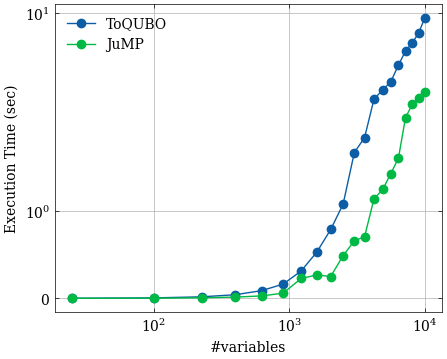 10¹
ToQUBO
JuMP
Execution Time (sec)
10⁰
0
10² 10³ 10⁴
#variables